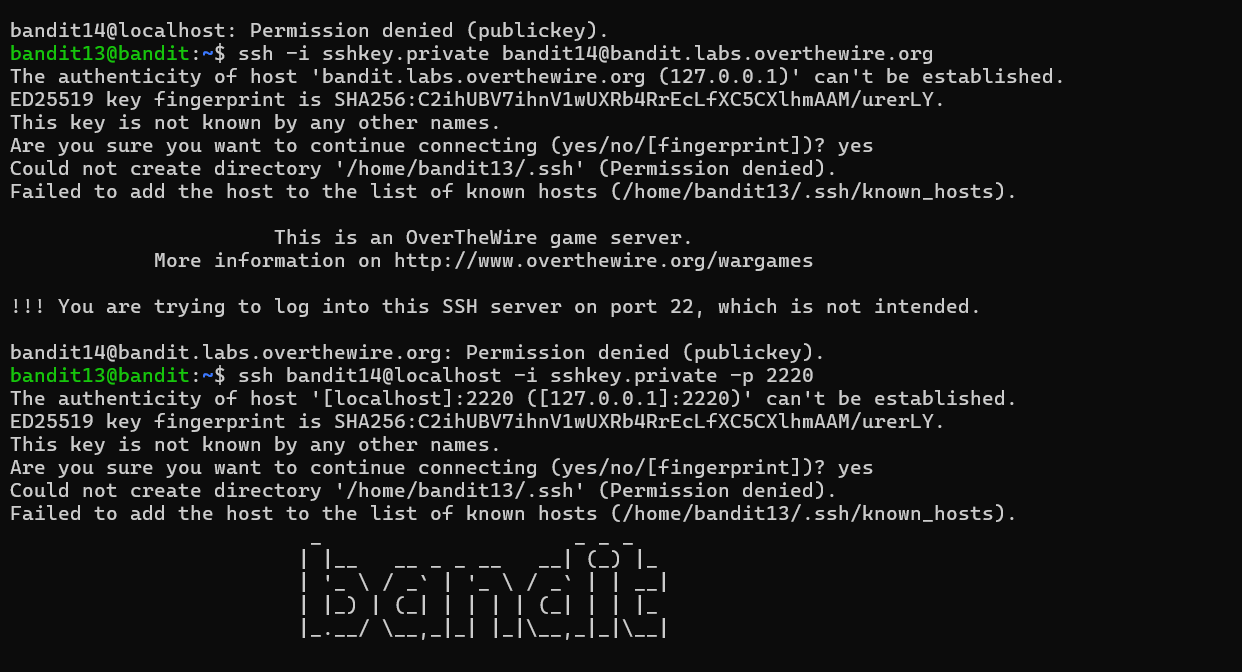 bandit14@localhost: Permission denied (publickey).
bandit13@bandit:~$ ssh -i sshkey.private bandit14@bandit.labs.overthewire.org
The authenticity of host 'bandit.labs.overthewire.org (127.0.0.1)' can't be established.
ED25519 key fingerprint is SHA256:C2ihUBV7ihnV1wUXRb4RrEcLfXC5CXlhmAAM/urerLY.
This key is not known by any other names.
Are you sure you want to continue connecting (yes/no/[fingerprint])? yes
Could not create directory '/home/bandit13/.ssh' (Permission denied).
Failed to add the host to the list of known hosts (/home/bandit13/.ssh/known_hosts).
This is an OverTheWire game server.
More information on http://www.overthewire.org/wargames
!!! You are trying to log into this SSH server on port 22, which is not intended.
bandit14@bandit.labs.overthewire.org: Permission denied (publickey).
bandit13@bandit:~$ ssh bandit14@localhost -i sshkey.private -p 2220
The authenticity of host '[localhost]:2220 ([127.0.0.1]:2220)' can't be established.
ED25519 key fingerprint is SHA256:C2ihUBV7ihnV1wUXRb4RrEcLfXC5CXlhmAAM/urerLY.
This key is not known by any other names.
Are you sure you want to continue connecting (yes/no/[fingerprint])? yes
Could not create directory '/home/bandit13/.ssh' (Permission denied).
Failed to add the host to the list of known hosts (/home/bandit13/.ssh/known_hosts).
bandit